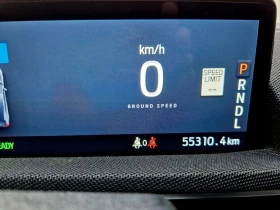 km/h
0
GROUND SPEED
SPEED
LIMIT
--
P
R
N
D
L
0
55310.4 km